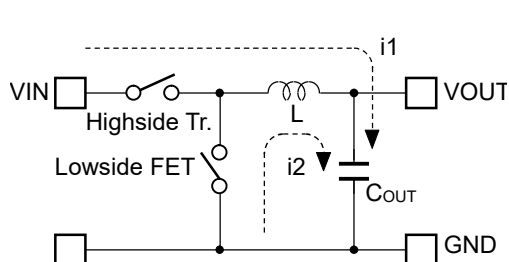 i1
VIN
VOUT
Highside Tr.
L
Lowside FET
i2
COUT
GND